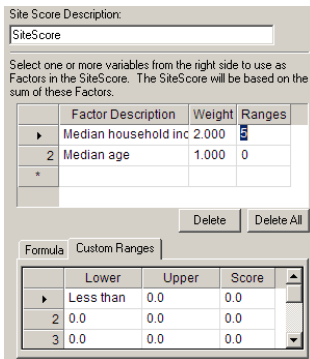 Site Score Description:
SiteScore
Select one or more variables from the right side to use as
Factors in the SiteScore. The SiteScore will be based on the
sum of these Factors.
Factor Description Weight Ranges
Median household inc 2.000 5
2 Median age 1.000 0
*
Delete Delete All
Formula Custom Ranges
Lower Upper Score
Less than 0.0 0.0
2 0.0 0.0 0.0
3 0.0 0.0 0.0